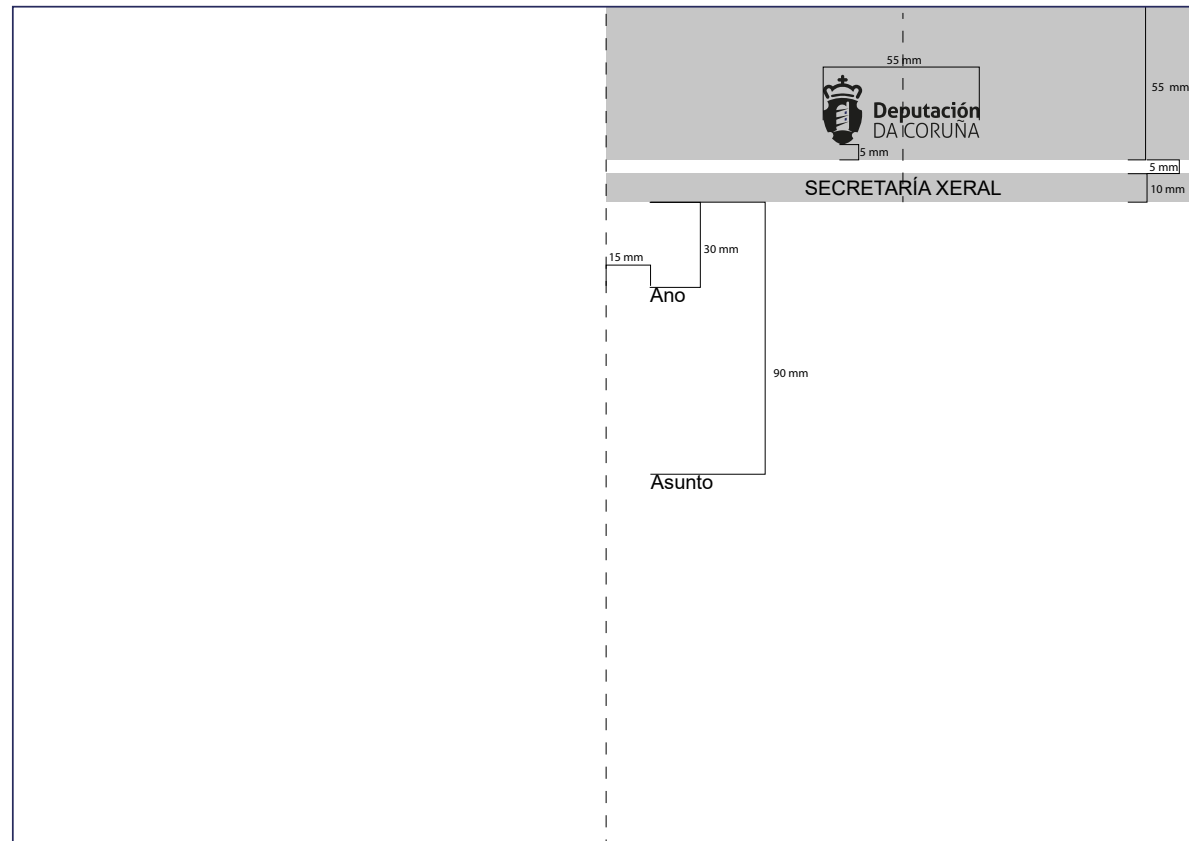 55 mm
55 mm
Deputación
DA CORUÑA
5 mm
5 mm
SECRETARÍA XERAL
10 mm
30 mm
15 mm
Ano
90 mm
Asunto